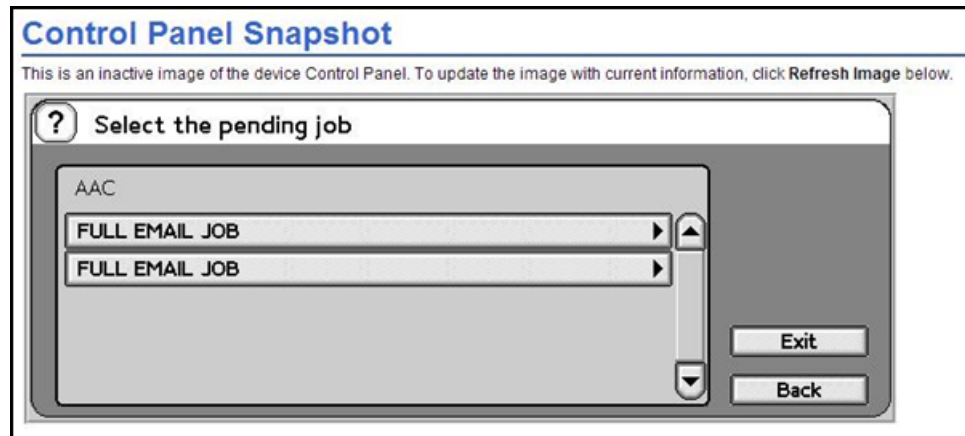 Control Panel Snapshot
This is an inactive image of the device Control Panel. To update the image with current information, click Refresh Image below.
? Select the pending job
AAC
FULL EMAIL JOB
FULL EMAIL JOB
Exit
Back